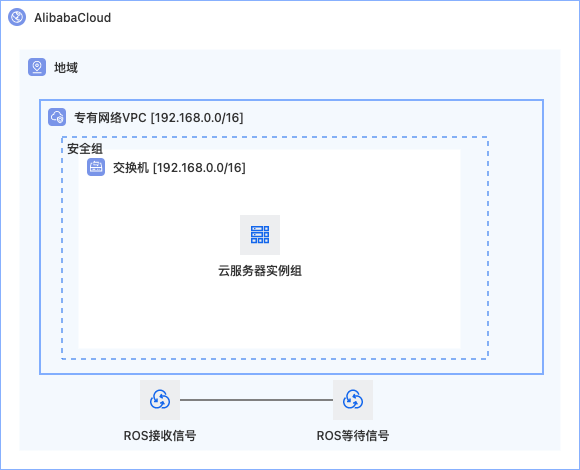 AlibabaCloud
地域
专有网络VPC [192.168.0.0/16]
安全组
交换机 [192.168.0.0/16]
云服务器实例组
ROS接收信号
ROS等待信号